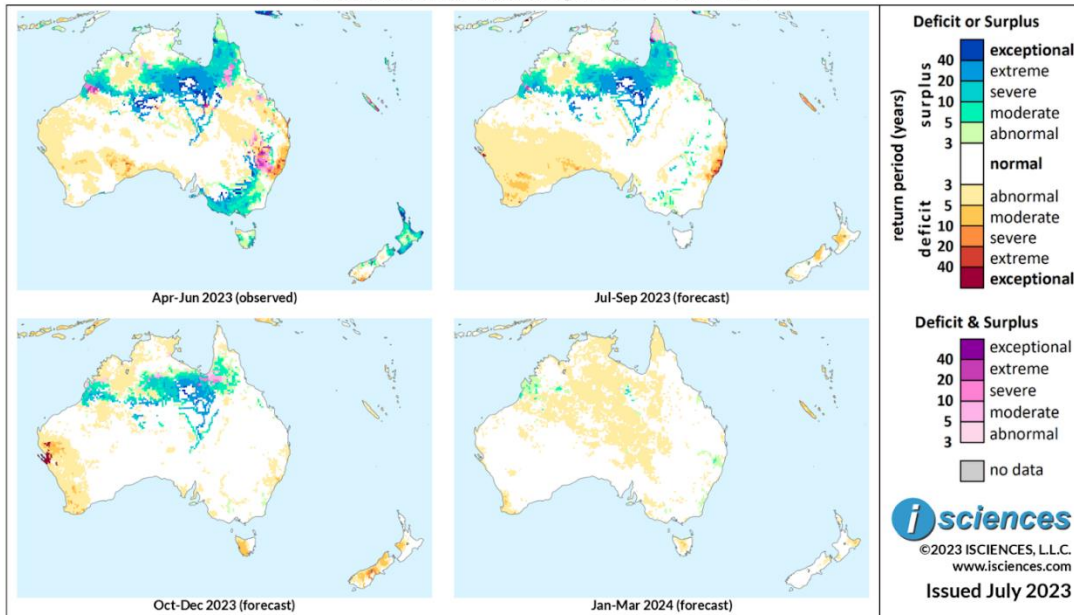 Apr-Jun 2023 (observed)
Jul-Sep 2023 (forecast)
Oct-Dec 2023 (forecast)
Jan-Mar 2024 (forecast)
Deficit or Surplus
return period (years)
surplus
deficit
exceptional
40
extreme
20
severe
10
moderate
5
abnormal
3
normal
3
abnormal
5
moderate
10
severe
20
extreme
40
exceptional
Deficit & Surplus
exceptional
40
extreme
20
severe
10
moderate
5
abnormal
3
no data
i sciences
©2023 ISCIENCES, L.L.C.
www.isciences.com
Issued July 2023